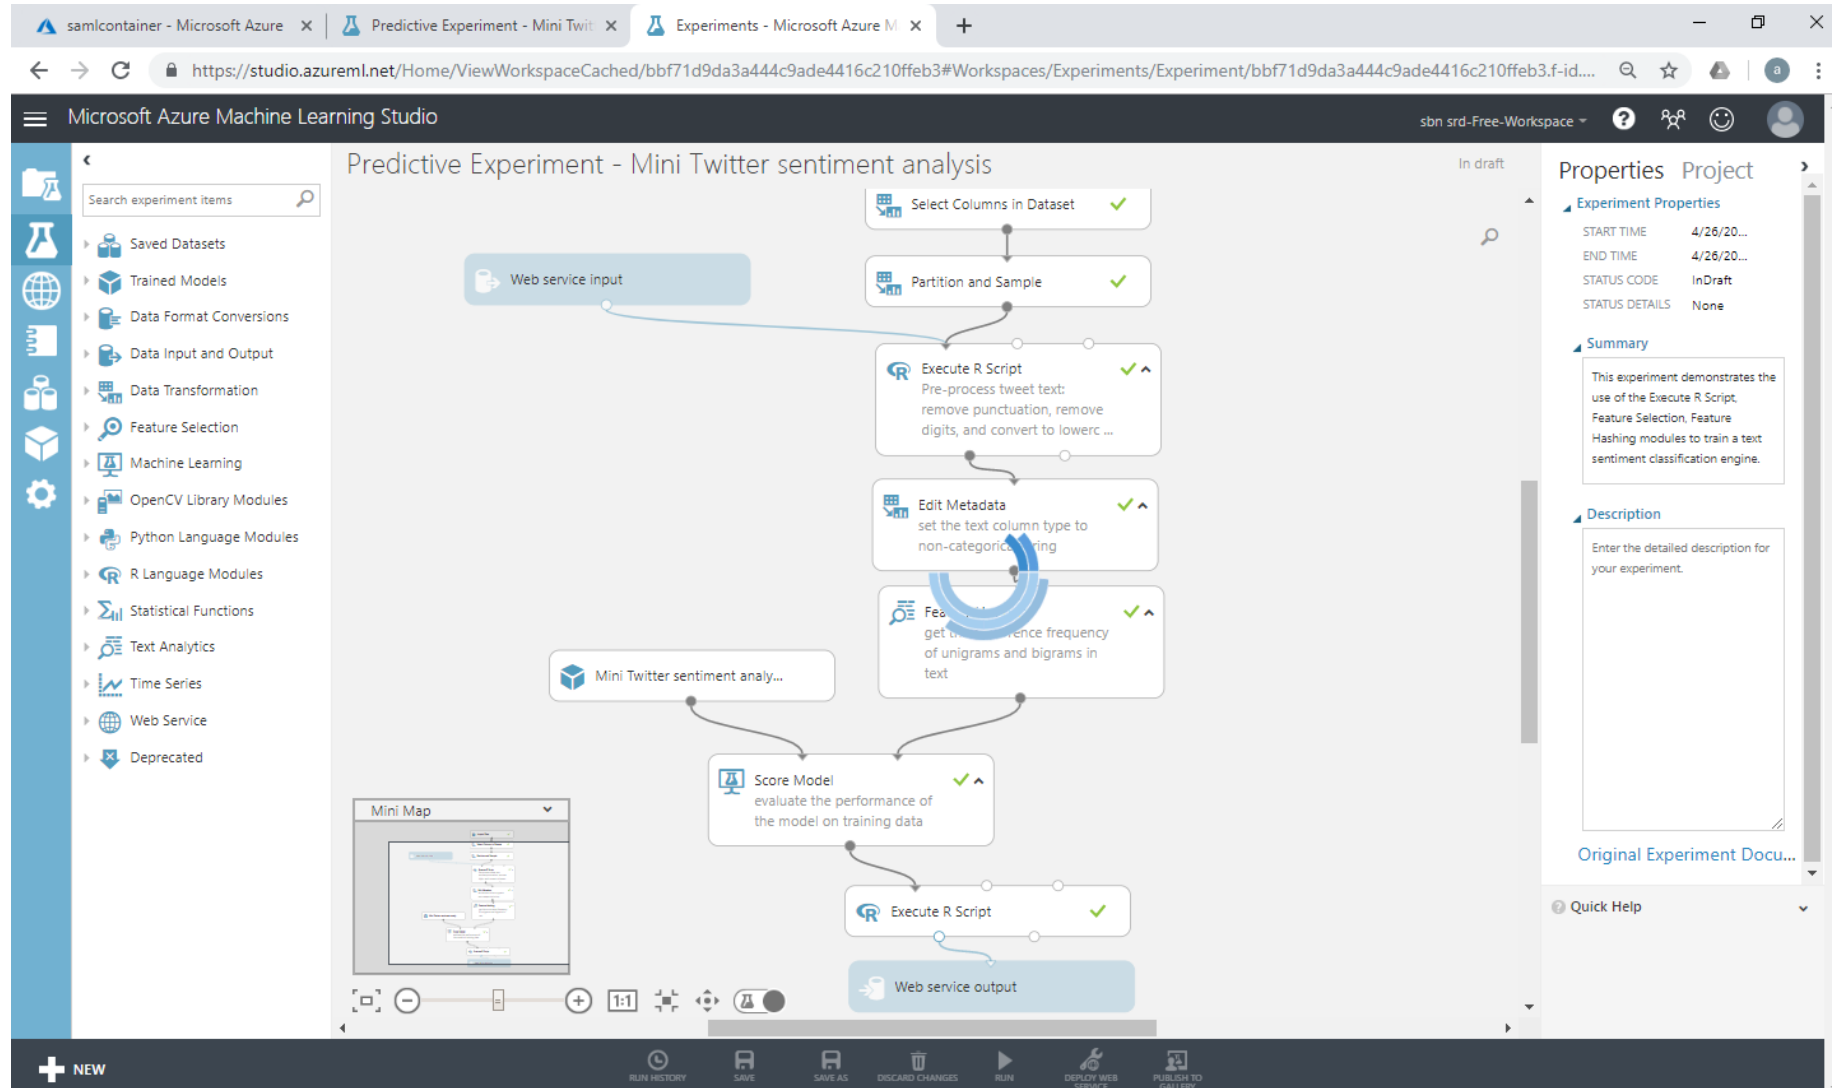 samlcontainer - Microsoft Azure
Predictive Experiment - Mini Twit
Experiments - Microsoft Azure M
https://studio.azureml.net/Home/ViewWorkspaceCached/bbf71d9da3a444c9ade4416c210ffeb3#Workspaces/Experiments/Experiment/bbf71d9da3a444c9ade4416c210ffeb3.f-id....
a
Microsoft Azure Machine Learning Studio
sbn srd-Free-Workspace
Search experiment items
Saved Datasets
Trained Models
Data Format Conversions
Data Input and Output
Data Transformation
Feature Selection
Machine Learning
OpenCV Library Modules
Python Language Modules
R Language Modules
Statistical Functions
Text Analytics
Time Series
Web Service
Deprecated
Predictive Experiment - Mini Twitter sentiment analysis
In draft
Select Columns in Dataset
Web service input
Partition and Sample
Execute R Script
Pre-process tweet text:
remove punctuation, remove
digits, and convert to lowerc ...
Edit Metadata
set the text column type to
non-categorical
get
frequency
of unigrams and bigrams in
text
Mini Twitter sentiment analy...
Score Model
evaluate the performance of
the model on training data
Execute R Script
Web service output
Mini Map
1:1
Properties Project
Experiment Properties
START TIME 4/26/20...
END TIME 4/26/20...
STATUS CODE InDraft
STATUS DETAILS None
Summary
This experiment demonstrates the
use of the Execute R Script,
Feature Selection, Feature
Hashing modules to train a text
sentiment classification engine.
Description
Enter the detailed description for
your experiment.
Original Experiment Docu...
Quick Help
NEW
RUN HISTORY
SAVE
SAVE AS
DISCARD CHANGES
RUN
DEPLOY WEB
SERVICE
PUBLISH TO
GALLERY